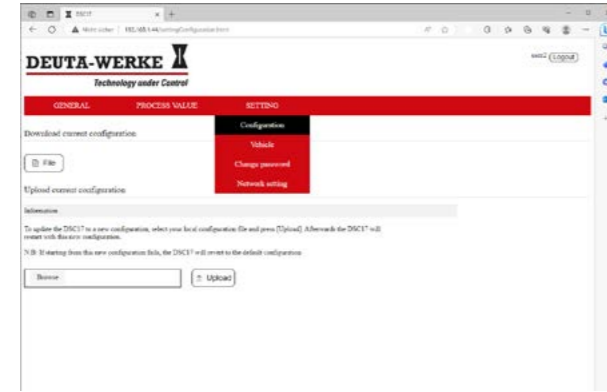 DSC17
Nicht sicher | 192.168.1.44/settingConfiguration.html
DEUTA-WERKE
Technology under Control
(Logout)
GENERAL PROCESS VALUE SETTING
Configuration
Vehicle
Change password
Network setting
Download current configuration
File
Upload current configuration
Information
To update the DSC17 to a new configuration, select your local configuration file and press [Upload]. Afterwards the DSC17 will
restart with this new configuration.
N.B: If starting from this new configuration fails, the DSC17 will revert to the default configuration
Browse
Upload